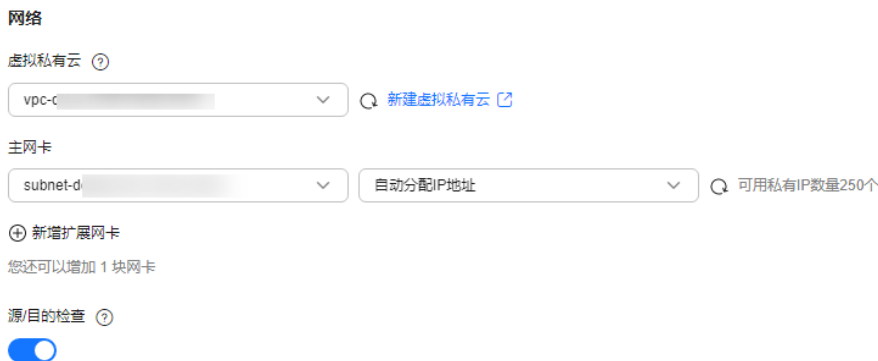 网络
虚拟私有云
vpc-
新建虚拟私有云
主网卡
subnet-d 自动分配IP地址 可用私有IP数量250个
新增扩展网卡
您还可以增加 1 块网卡
源/目的检查